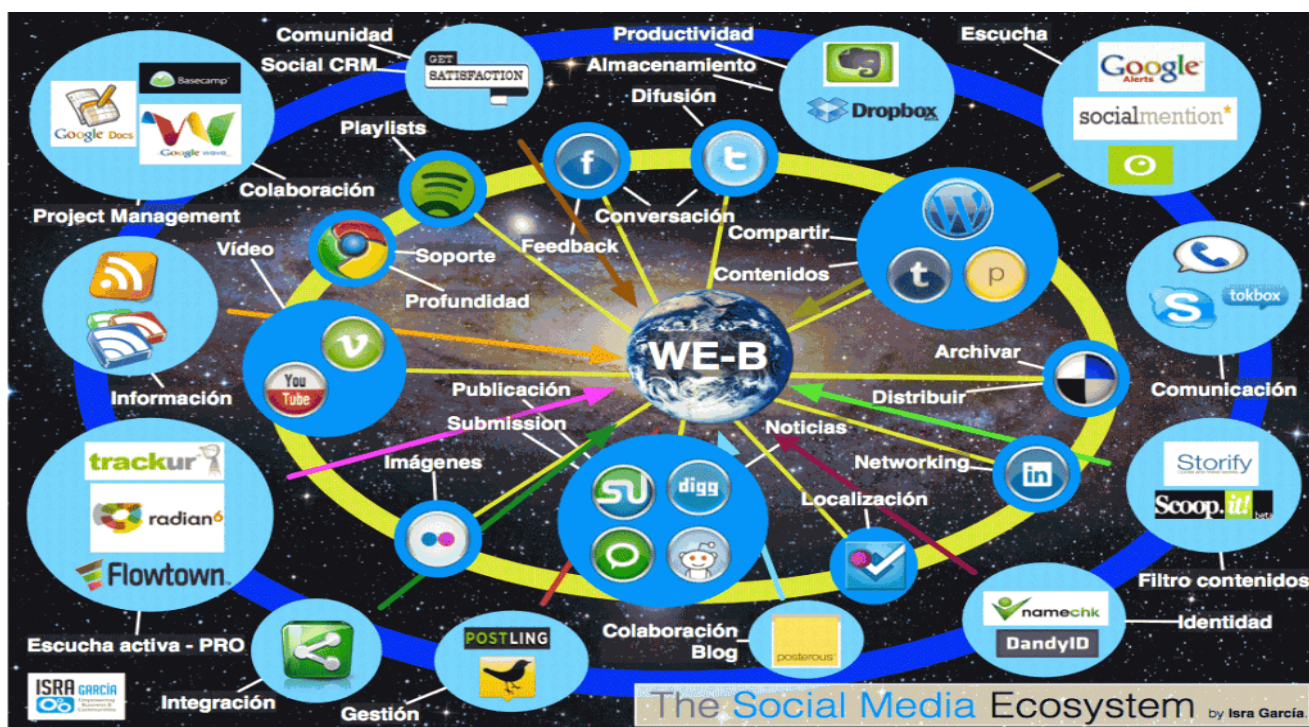 Comunidad
Social CRM
GET
SATISFACTION
Productividad
Almacenamiento
Difusión
Dropbox
Escucha
Google
Alerts
socialmention*
Basecamp
Google Docs
Google wave
Colaboración
Project Management
Playlists
f
t
Conversación
Feedback
Compartir
Contenidos
W
t
p
Vídeo
Soporte
Profundidad
Información
v
You
Tube
WE-B
S
tokbox
Comunicación
Archivar
Distribuir
Publicación
Submission
Noticias
Imágenes
digg
Networking
in
Localización
Storify
Scoop.it!
beta
Filtro contenidos
trackur
radian6
Flowtown
Escucha activa - PRO
namechk
DandyID
Identidad
Integración
POSTLING
Gestión
Colaboración
Blog
posterous
ISRA GARCÍA
The Social Media Ecosystem by Isra García